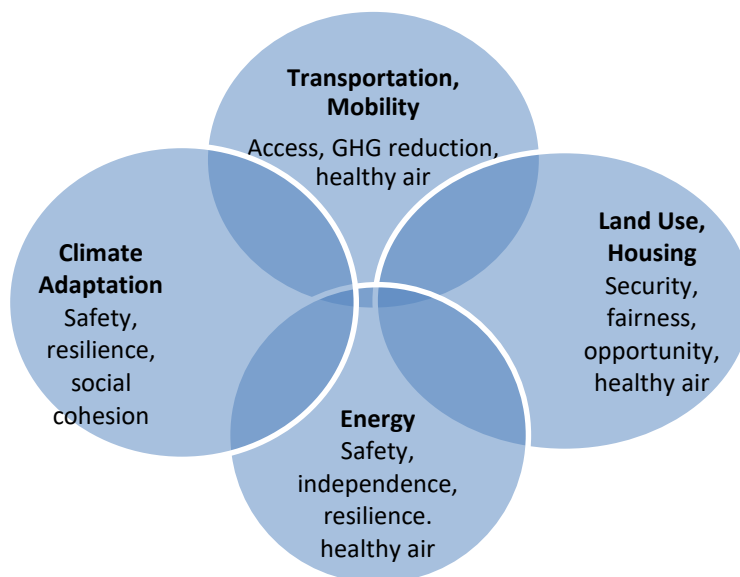 Transportation,
Mobility
Access, GHG reduction,
healthy air
Climate
Adaptation
Safety,
resilience,
social
cohesion
Land Use,
Housing
Security,
fairness,
opportunity,
healthy air
Energy
Safety,
independence,
resilience.
healthy air